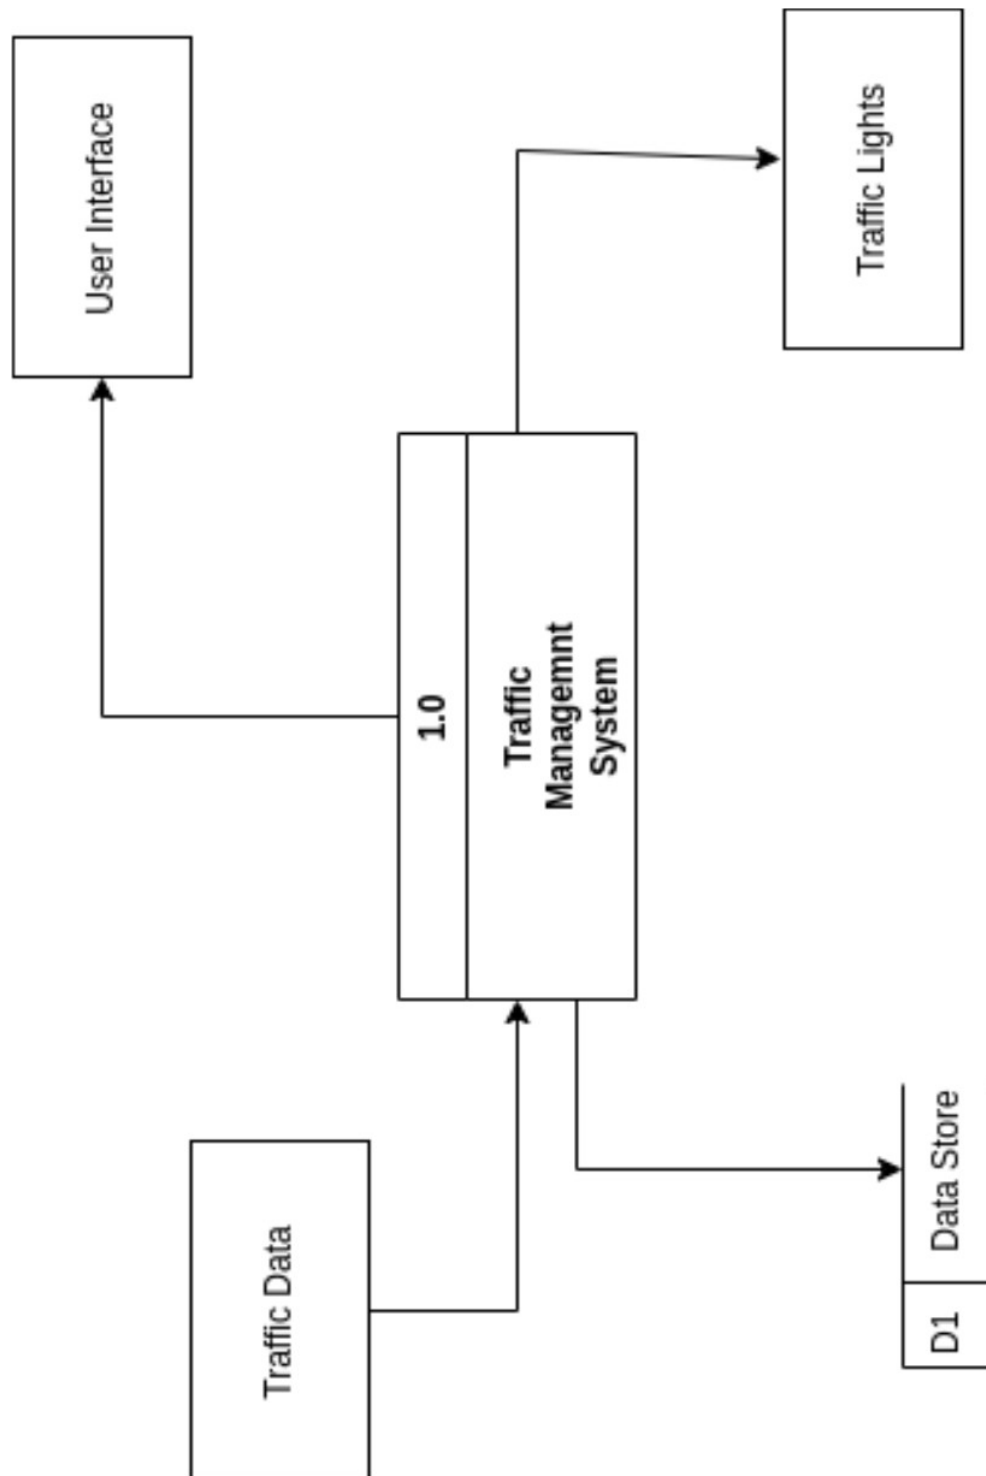 User Interface
Traffic Lights
1.0
Traffic
Managemnt
System
Traffic Data
D1
Data Store